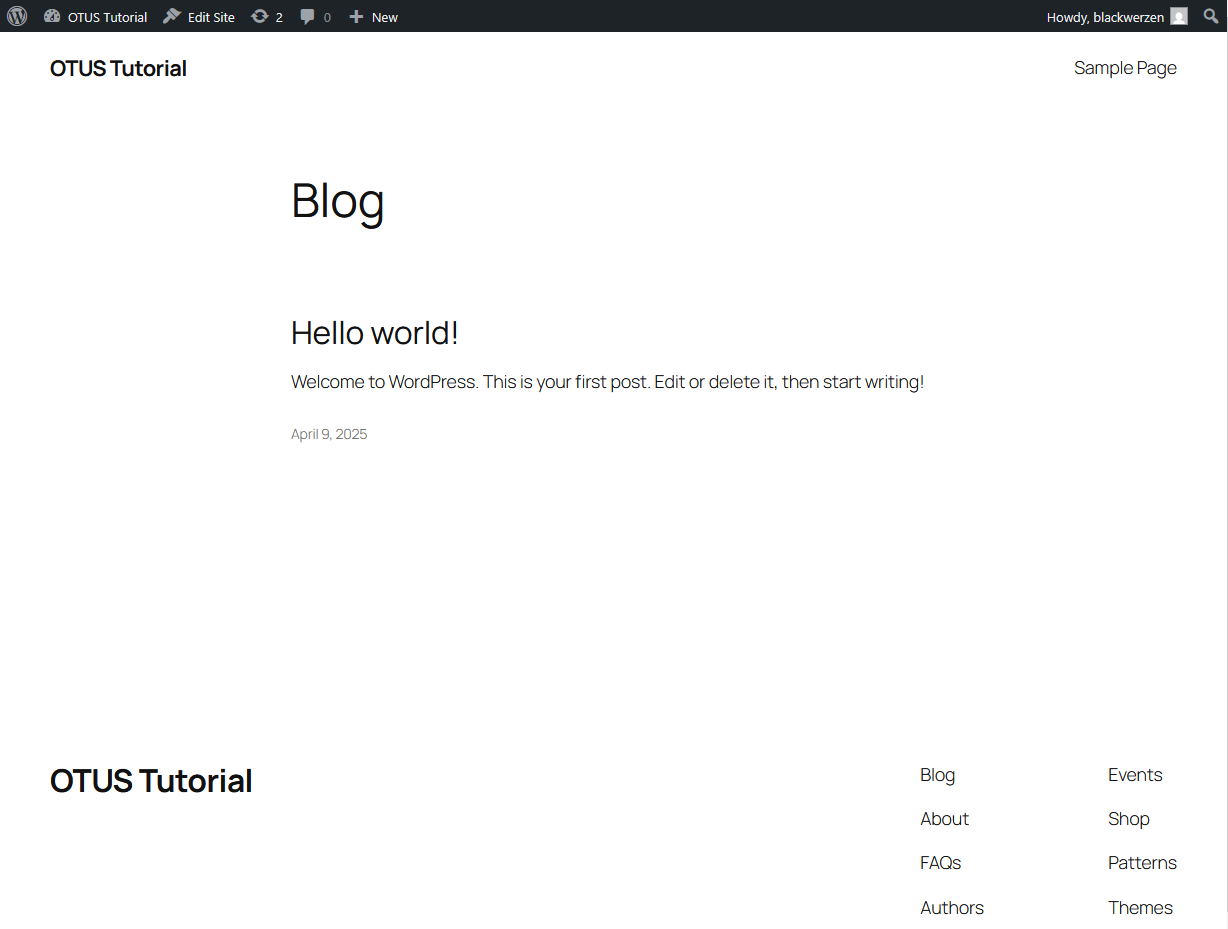 OTUS Tutorial Edit Site 2 0 New Howdy, blackwerzen
OTUS Tutorial Sample Page
Blog
Hello world!
Welcome to WordPress. This is your first post. Edit or delete it, then start writing!
April 9, 2025
OTUS Tutorial
Blog Events
About Shop
FAQs Patterns
Authors Themes